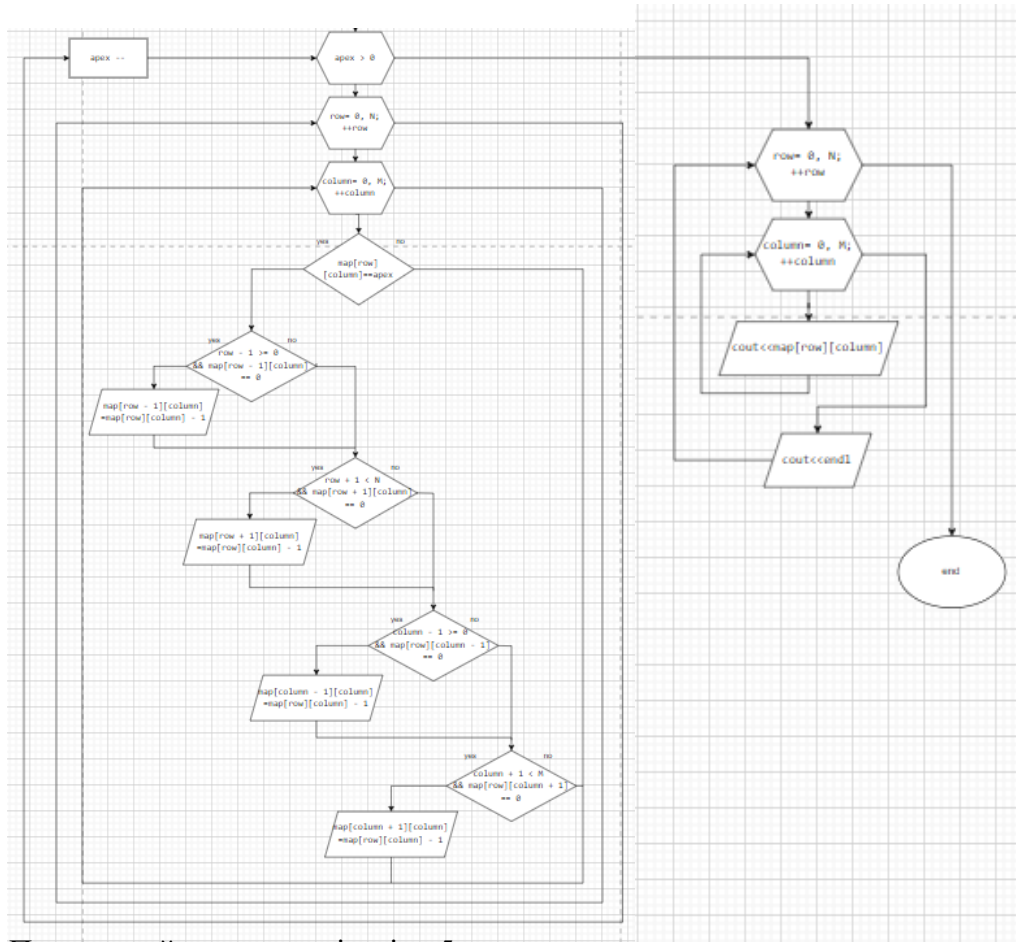 apex --
apex > 0
row= 0, N;
++row
column= 0, M;
++column
yes
no
map[row]
[column]==apex
yes
no
row - 1 >= 0
&& map[row - 1][column]
== 0
map[row - 1][column]
=map[row][column] - 1
yes
no
row + 1 < N
&& map[row + 1][column]
== 0
map[row + 1][column]
=map[row][column] - 1
yes
no
column - 1 >= 0
&& map[row][column - 1]
== 0
map[column - 1][column]
=map[row][column] - 1
yes
no
column + 1 < M
&& map[row][column + 1]
== 0
map[column + 1][column]
=map[row][column] - 1
row= 0, N;
++row
column= 0, M;
++column
cout<<map[row][column]
cout<<endl
end